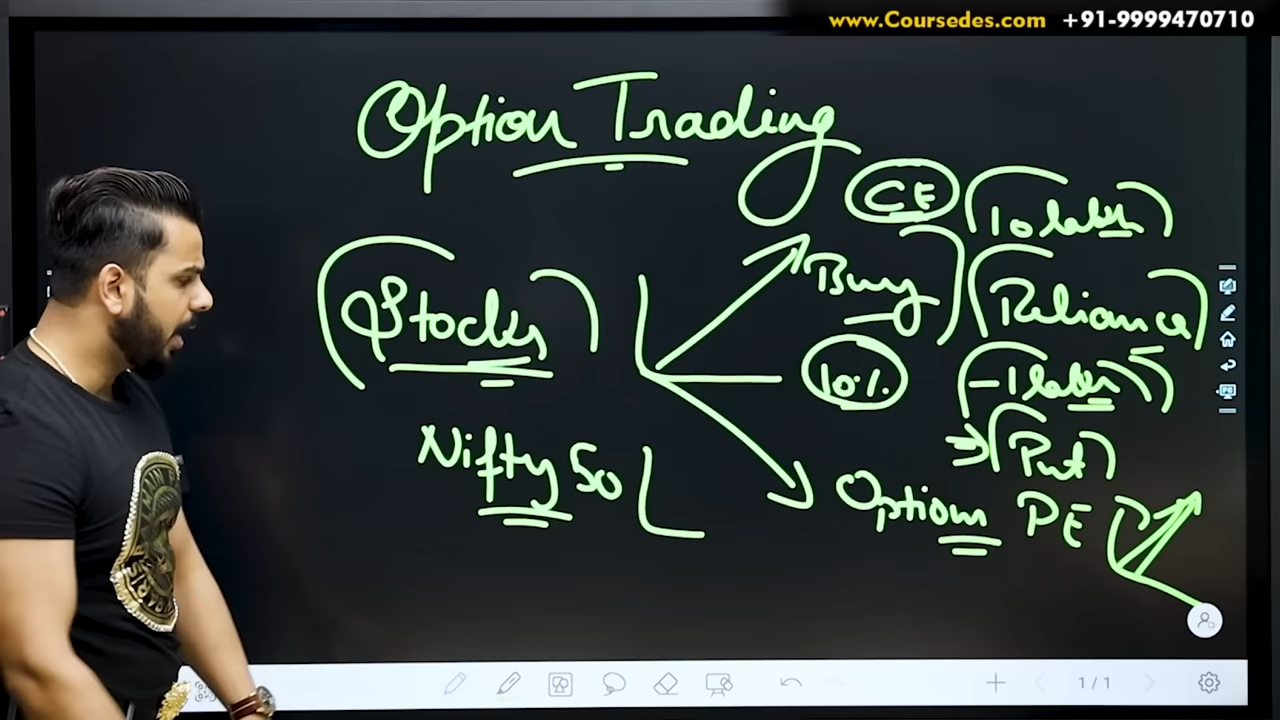 www.Coursedes.com +91-9999470710
Option Trading
CE (10 lakh)
(Stocks) Buy (Reliance)
10% (-1 lakh)
Nifty 50 → (Put)
Options PE
1/1